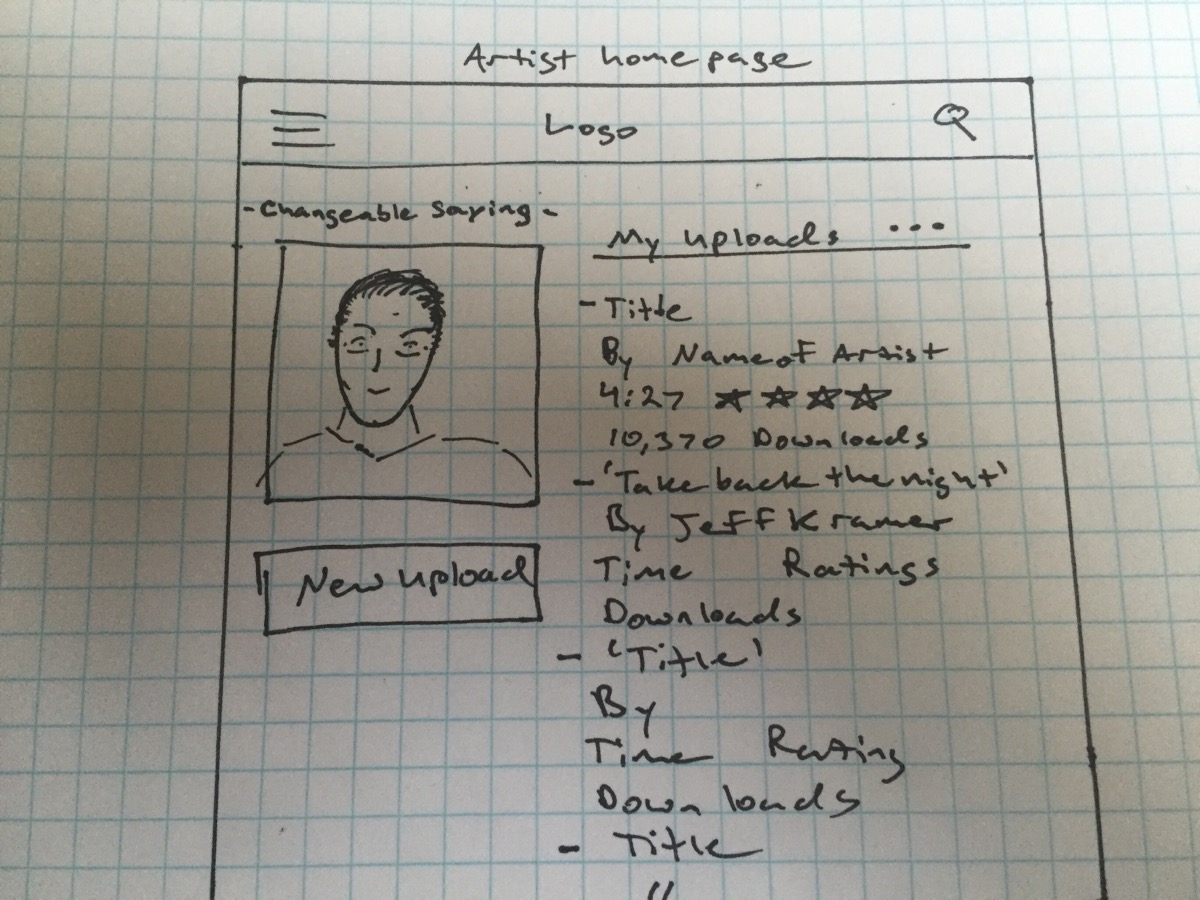 Artist home page
Logo
- Changeable Saying -
New upload
My uploads ...
- Title
By Name of Artist
4:27 ☆ ☆ ☆ ☆
10,370 Downloads
- 'Take back the night'
By Jeff Kramer
Time Ratings
Downloads
- 'Title'
By
Time Rating
Downloads
- Title
"